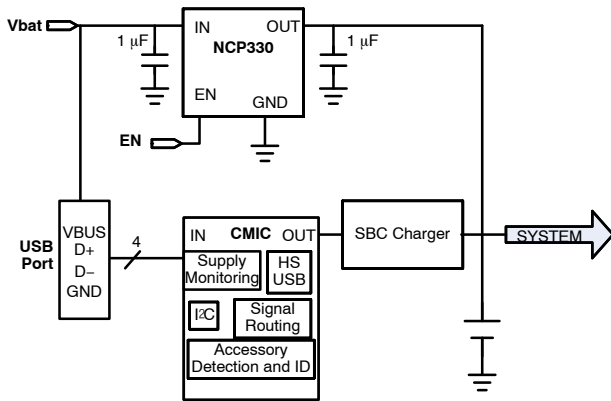 Vbat
IN OUT
1 μF
NCP330
1 μF
EN
GND
EN
USB
Port
VBUS
D+
D−
GND
4
IN CMIC OUT
Supply
Monitoring
HS
USB
I2C
Signal
Routing
Accessory
Detection and ID
SBC Charger
SYSTEM